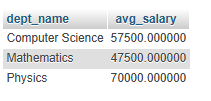 dept_name avg_salary
Computer Science 57500.000000
Mathematics 47500.000000
Physics 70000.000000